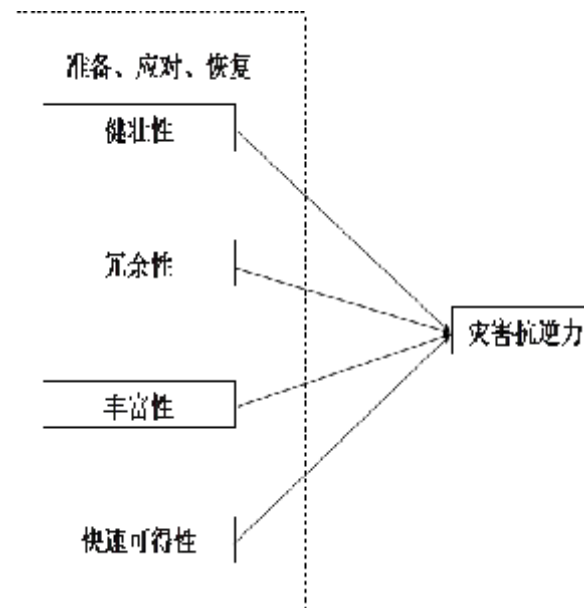 准备、应对、恢复
健壮性
冗余性
灾害抗逆力
丰富性
快速可得性